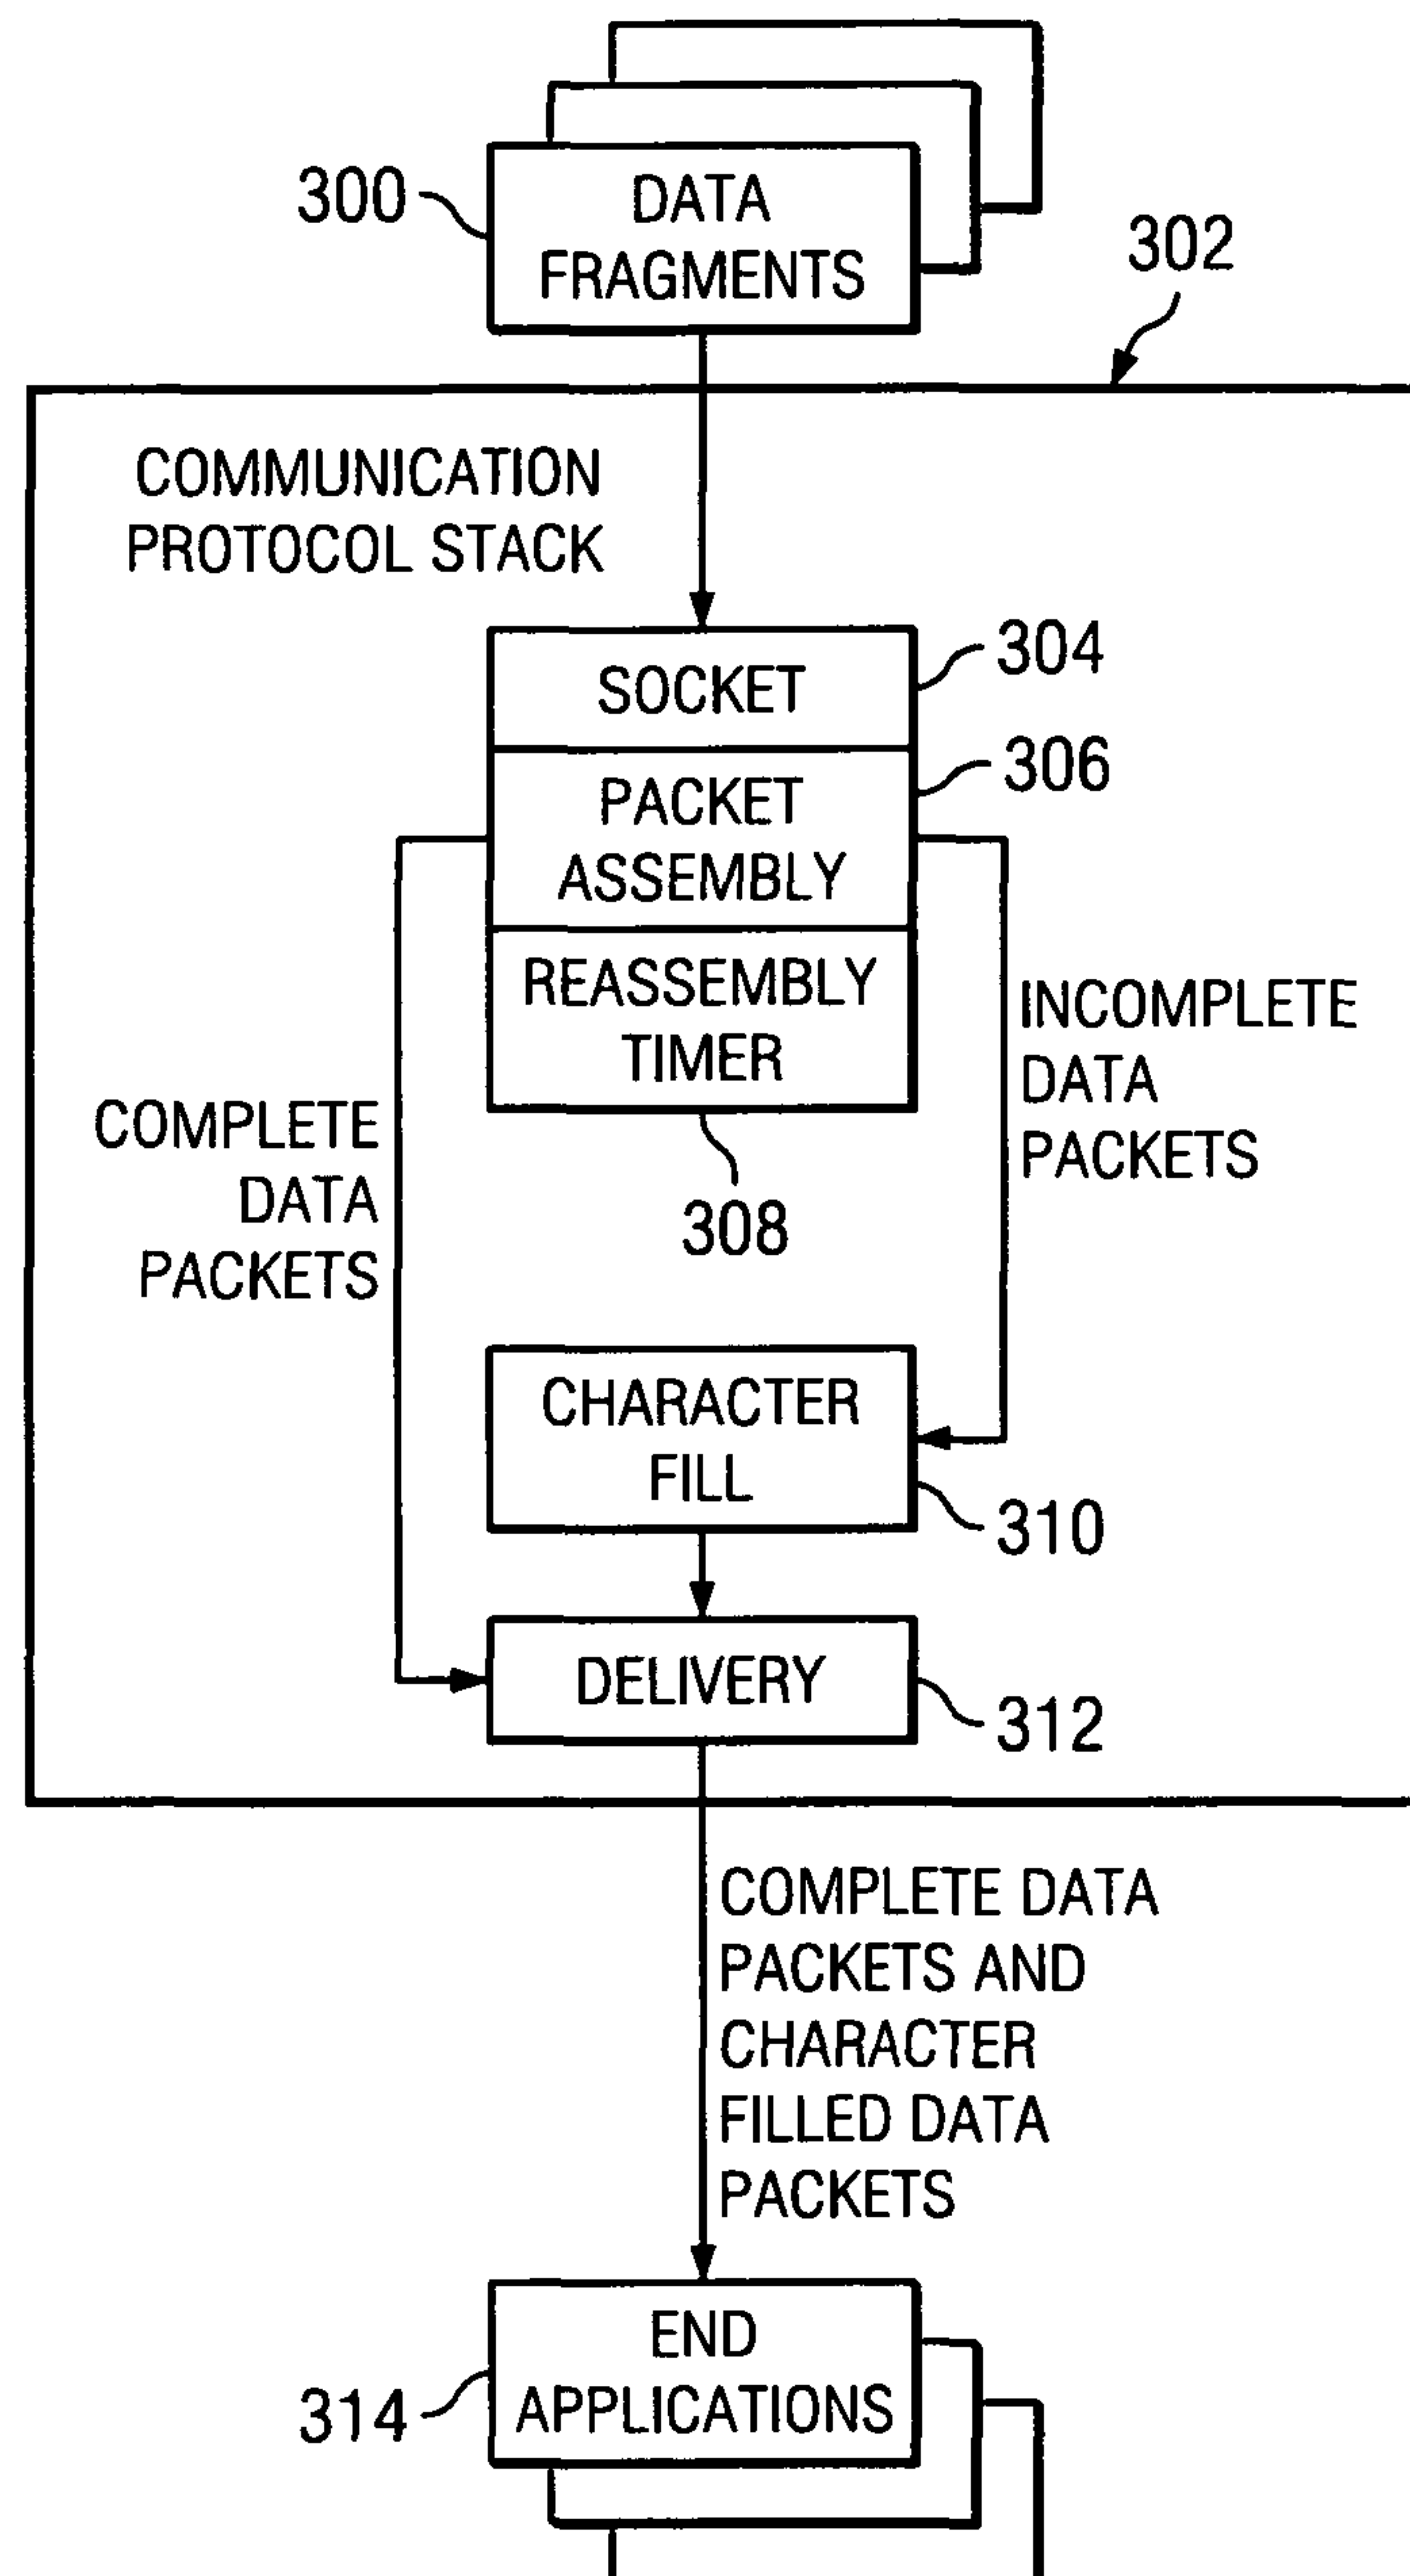 300
DATA
FRAGMENTS
302
COMMUNICATION
PROTOCOL STACK
SOCKET
304
PACKET
ASSEMBLY
306
REASSEMBLY
TIMER
308
COMPLETE
DATA
PACKETS
INCOMPLETE
DATA
PACKETS
CHARACTER
FILL
310
DELIVERY
312
COMPLETE DATA
PACKETS AND
CHARACTER
FILLED DATA
PACKETS
END
APPLICATIONS
314